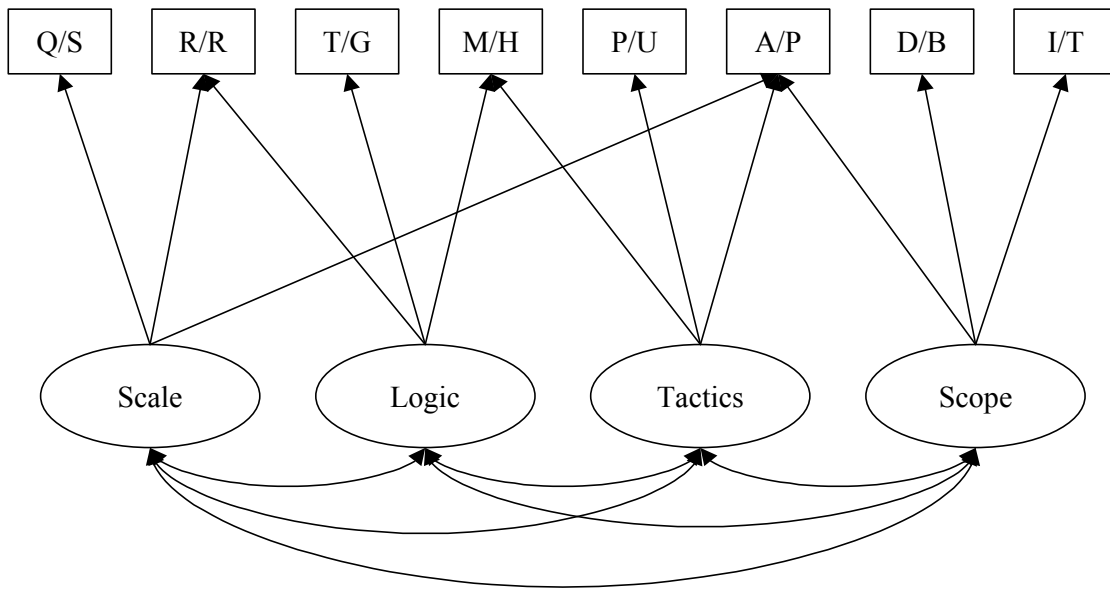 Q/S R/R T/G M/H P/U A/P D/B I/T
Scale Logic Tactics Scope